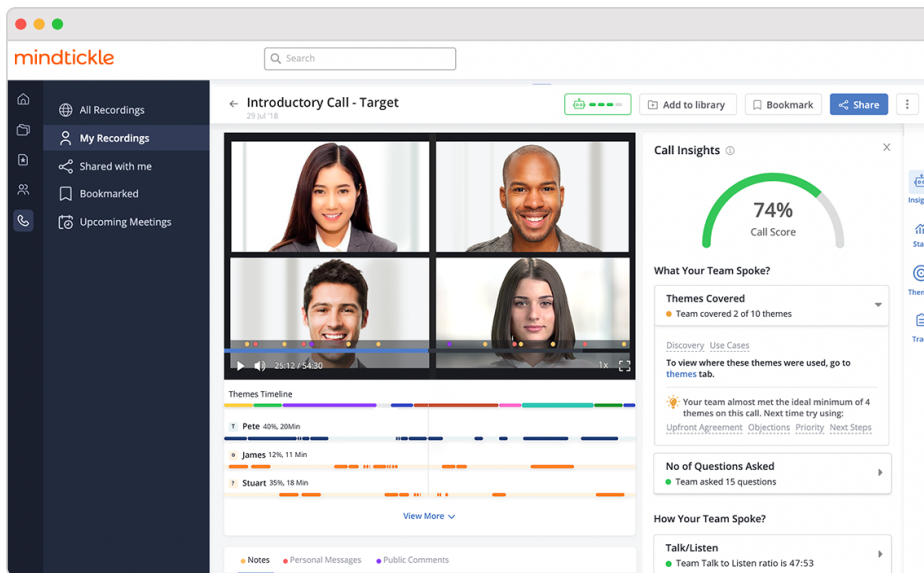 mindtickle
Search
All Recordings
My Recordings
Shared with me
Bookmarked
Upcoming Meetings
Introductory Call - Target
29 Jul '18
Add to library
Bookmark
Share
25:12 / 54:30
1x
Themes Timeline
T Pete 40%, 20Min
James 12%, 11 Min
? Stuart 35%, 18 Min
View More
Notes
Personal Messages
Public Comments
Call Insights
74%
Call Score
What Your Team Spoke?
Themes Covered
Team covered 2 of 10 themes
Discovery Use Cases
To view where these themes were used, go to
themes tab.
Your team almost met the ideal minimum of 4
themes on this call. Next time try using:
Upfront Agreement Objections Priority Next Steps
No of Questions Asked
Team asked 15 questions
How Your Team Spoke?
Talk/Listen
Team Talk to Listen ratio is 47:53
Insig
Sta
Them
Tra